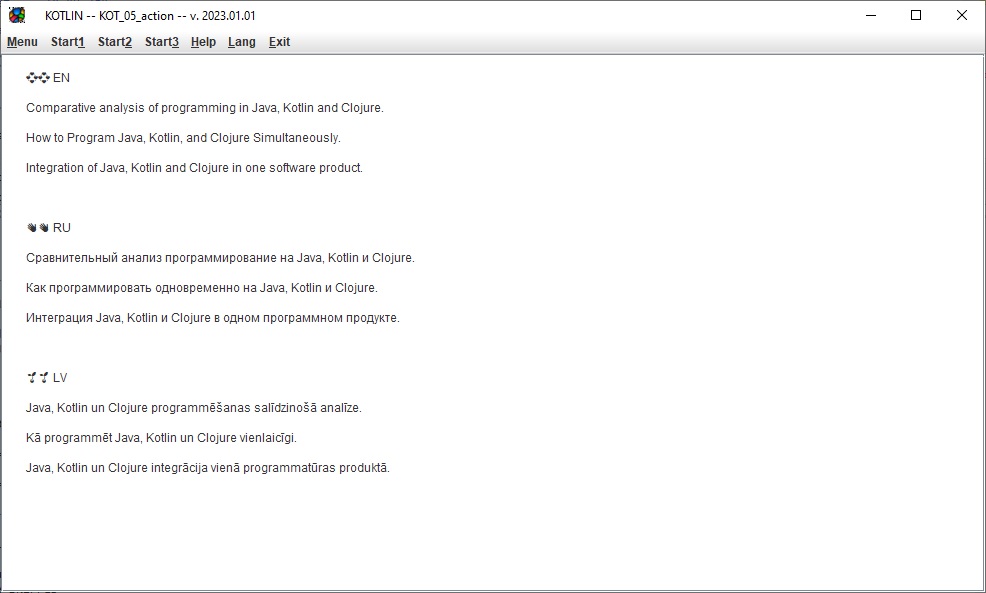 KOTLIN -- KOT_05_action -- v. 2023.01.01
Menu Start1 Start2 Start3 Help Lang Exit
EN
Comparative analysis of programming in Java, Kotlin and Clojure.
How to Program Java, Kotlin, and Clojure Simultaneously.
Integration of Java, Kotlin and Clojure in one software product.
RU
Сравнительный анализ программирование на Java, Kotlin и Clojure.
Как программировать одновременно на Java, Kotlin и Clojure.
Интеграция Java, Kotlin и Clojure в одном программном продукте.
LV
Java, Kotlin un Clojure programmēšanas salīdzinošā analīze.
Kā programmēt Java, Kotlin un Clojure vienlaicīgi.
Java, Kotlin un Clojure integrācija vienā programmatūras produktā.